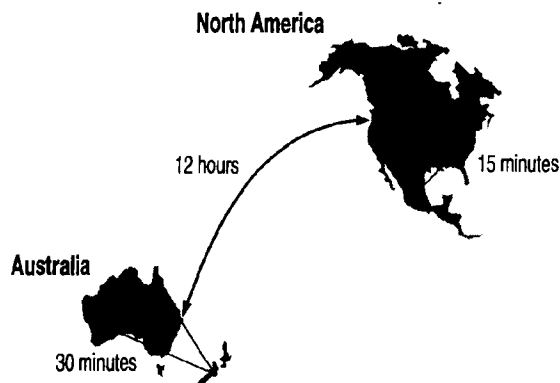 North America
12 hours
15 minutes
Australia
30 minutes